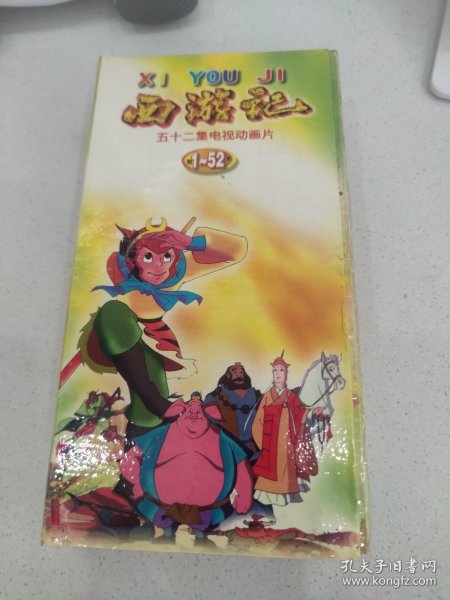 XI YOU JI
西游记
五十二集电视动画片
1~52
孔夫子旧书网
www.kongfz.com